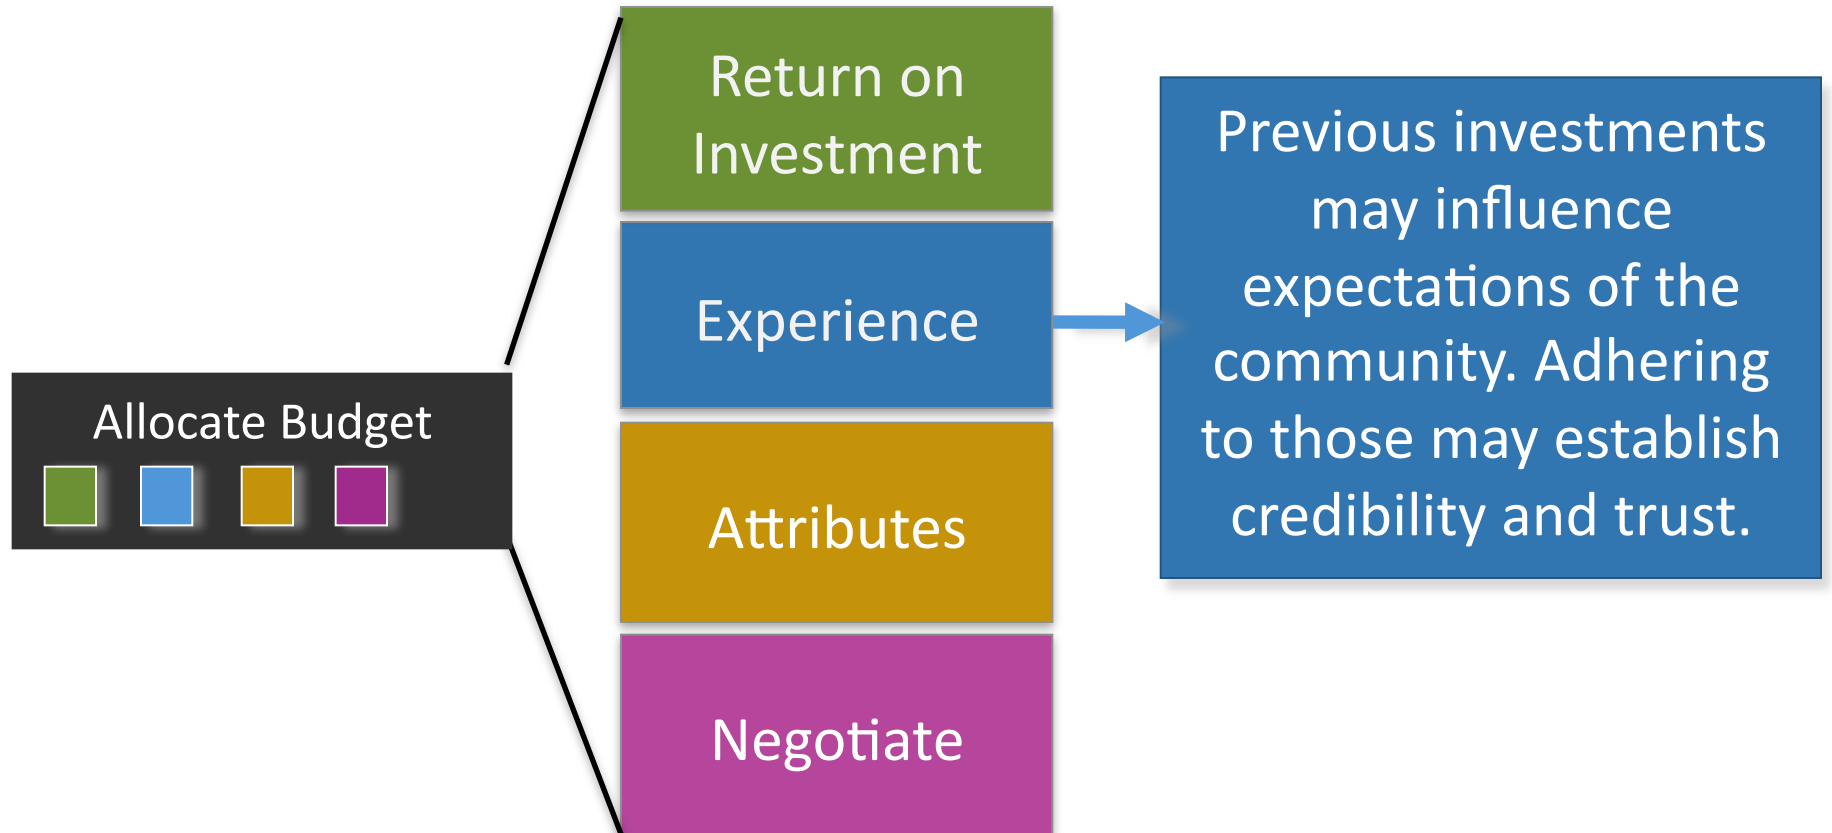 Return on
Investment
Experience
Allocate Budget
Attributes
Negotiate
Previous investments
may influence
expectations of the
community. Adhering
to those may establish
credibility and trust.